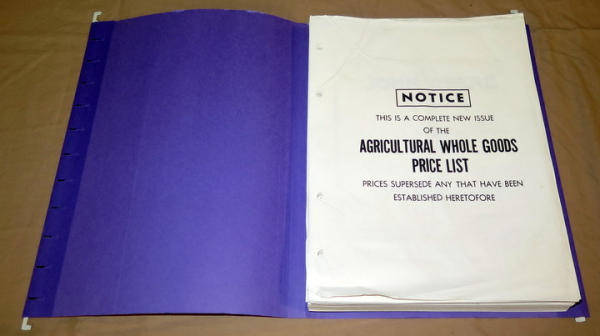 NOTICE
THIS IS A COMPLETE NEW ISSUE
OF THE
AGRICULTURAL WHOLE GOODS
PRICE LIST
PRICES SUPERSEDE ANY THAT HAVE BEEN
ESTABLISHED HERETOFORE